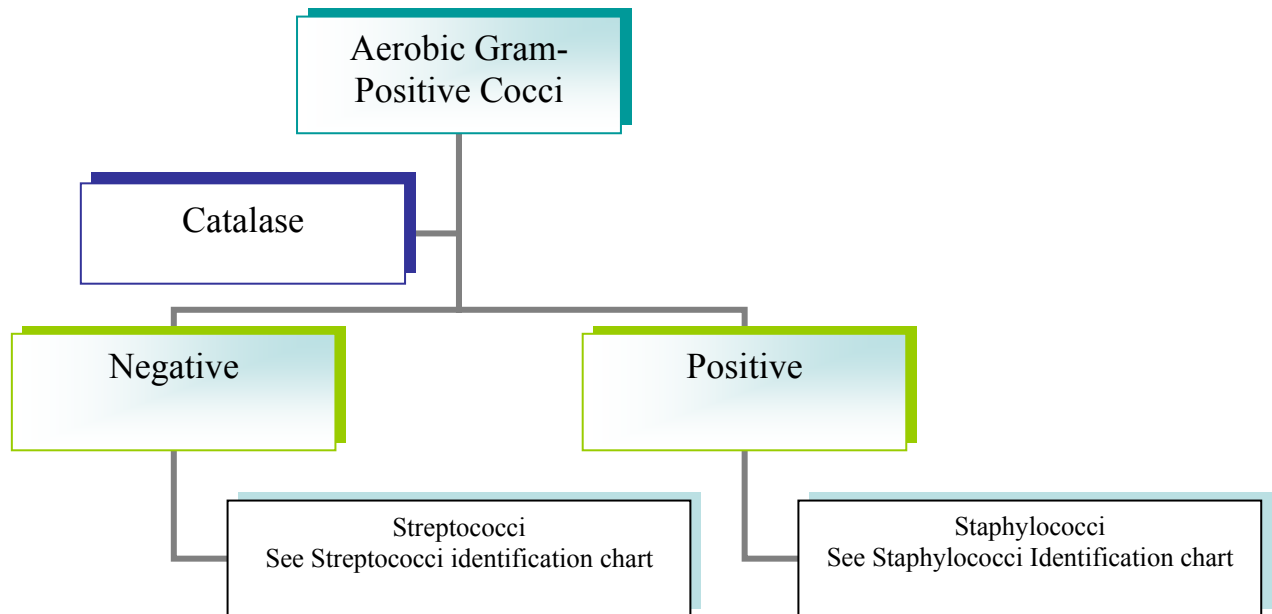 Aerobic Gram-
Positive Cocci
Catalase
Negative
Positive
Streptococci
See Streptococci identification chart
Staphylococci
See Staphylococci Identification chart